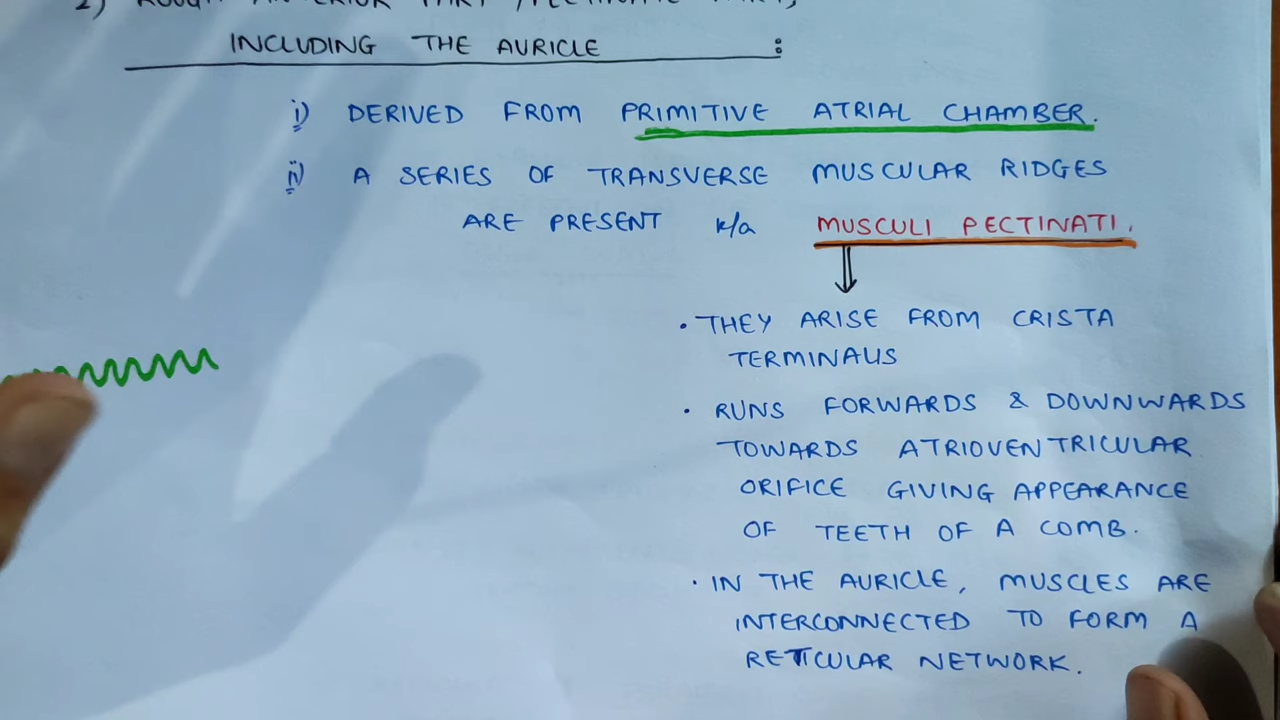 2)
INCLUDING THE AURICLE :
i) DERIVED FROM PRIMITIVE ATRIAL CHAMBER.
ii) A SERIES OF TRANSVERSE MUSCULAR RIDGES
ARE PRESENT k/a MUSCULI PECTINATI.
• THEY ARISE FROM CRISTA
TERMINALIS
• RUNS FORWARDS & DOWNWARDS
TOWARDS ATRIOVENTRICULAR
ORIFICE GIVING APPEARANCE
OF TEETH OF A COMB.
• IN THE AURICLE, MUSCLES ARE
INTERCONNECTED TO FORM A
RETICULAR NETWORK.